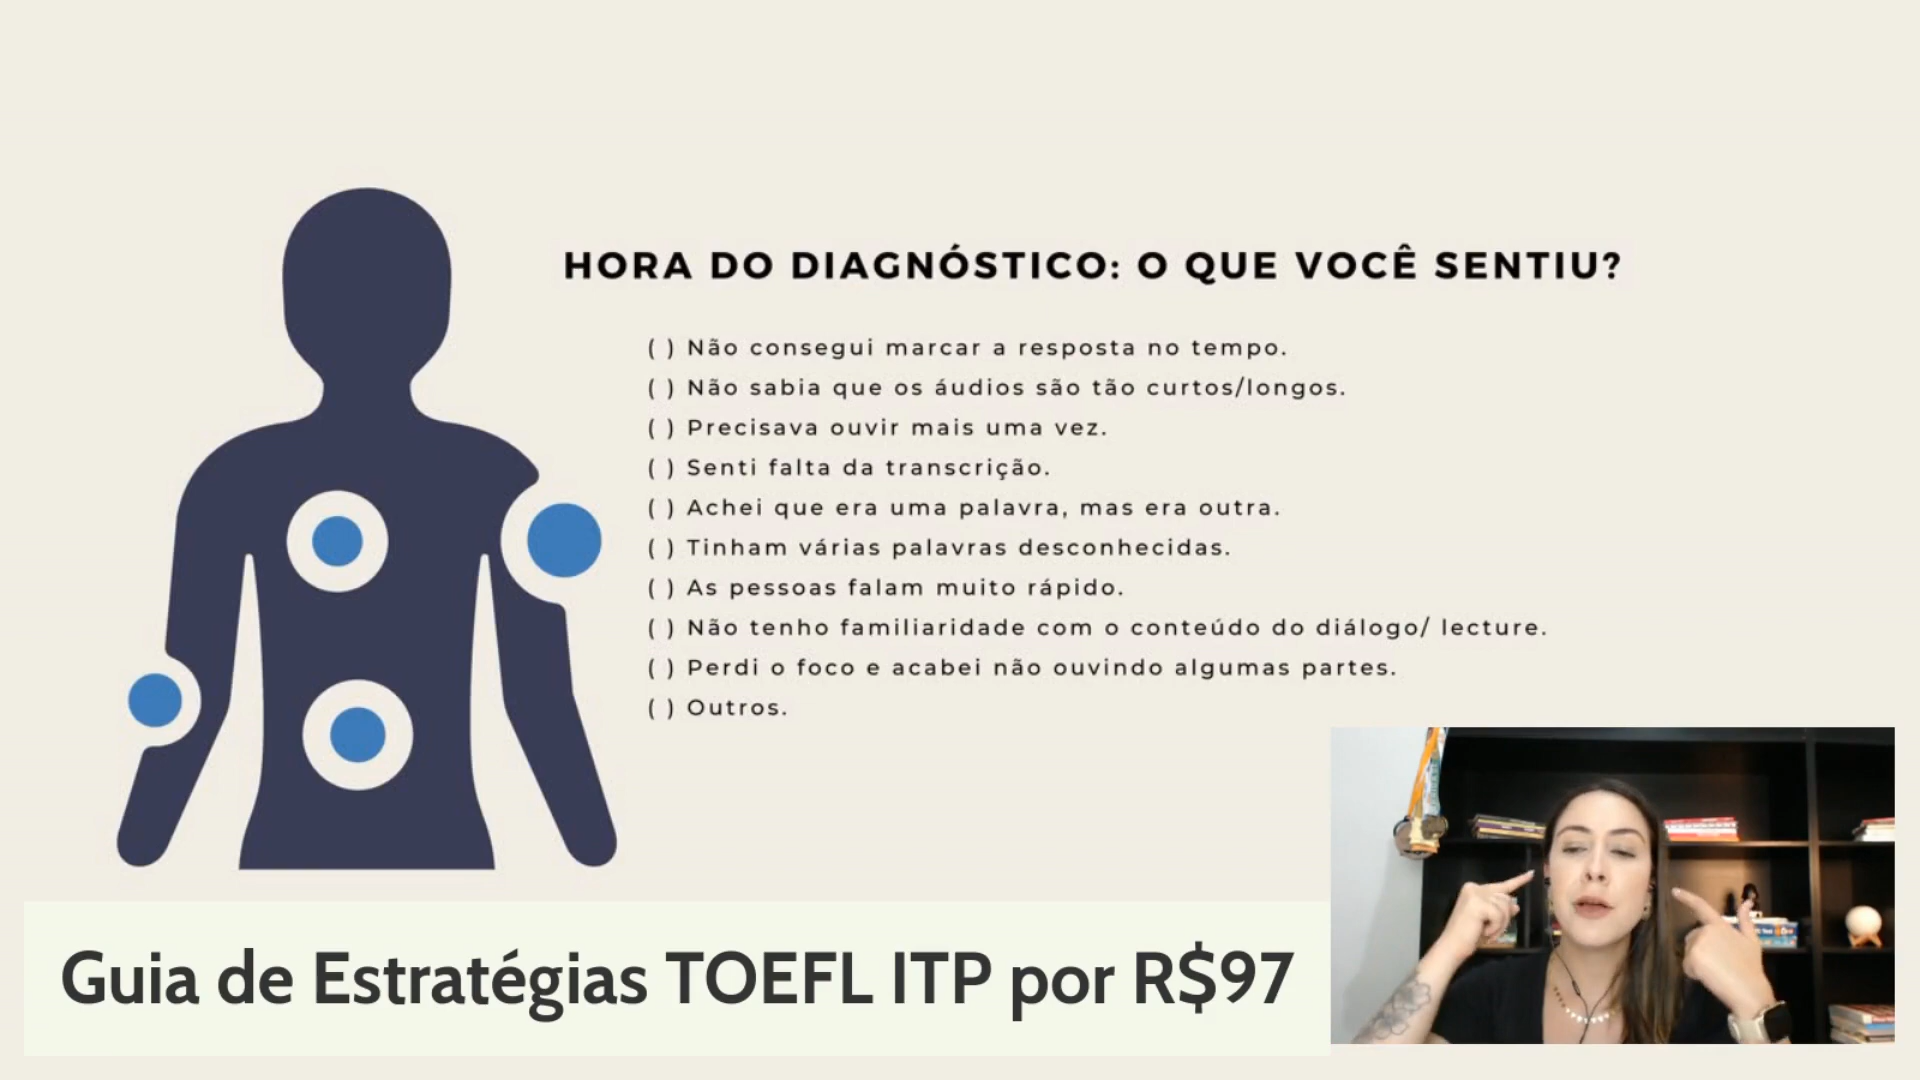 HORA DO DIAGNÓSTICO: O QUE VOCÊ SENTIU?
( ) Não consegui marcar a resposta no tempo.
( ) Não sabia que os áudios são tão curtos/longos.
( ) Precisava ouvir mais uma vez.
( ) Senti falta da transcrição.
( ) Achei que era uma palavra, mas era outra.
( ) Tinham várias palavras desconhecidas.
( ) As pessoas falam muito rápido.
( ) Não tenho familiaridade com o conteúdo do diálogo/ lecture.
( ) Perdi o foco e acabei não ouvindo algumas partes.
( ) Outros.
Guia de Estratégias TOEFL ITP por R$97